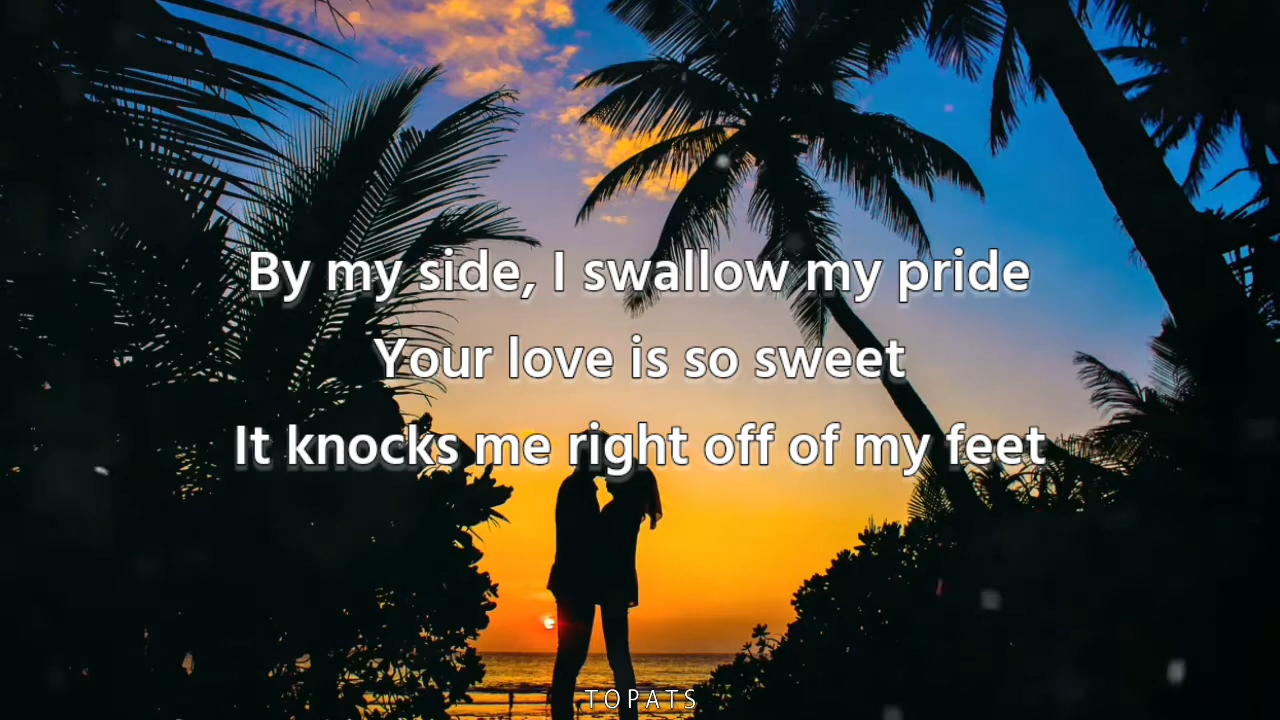 By my side, I swallow my pride
Your love is so sweet
It knocks me right off of my feet
TOPATS